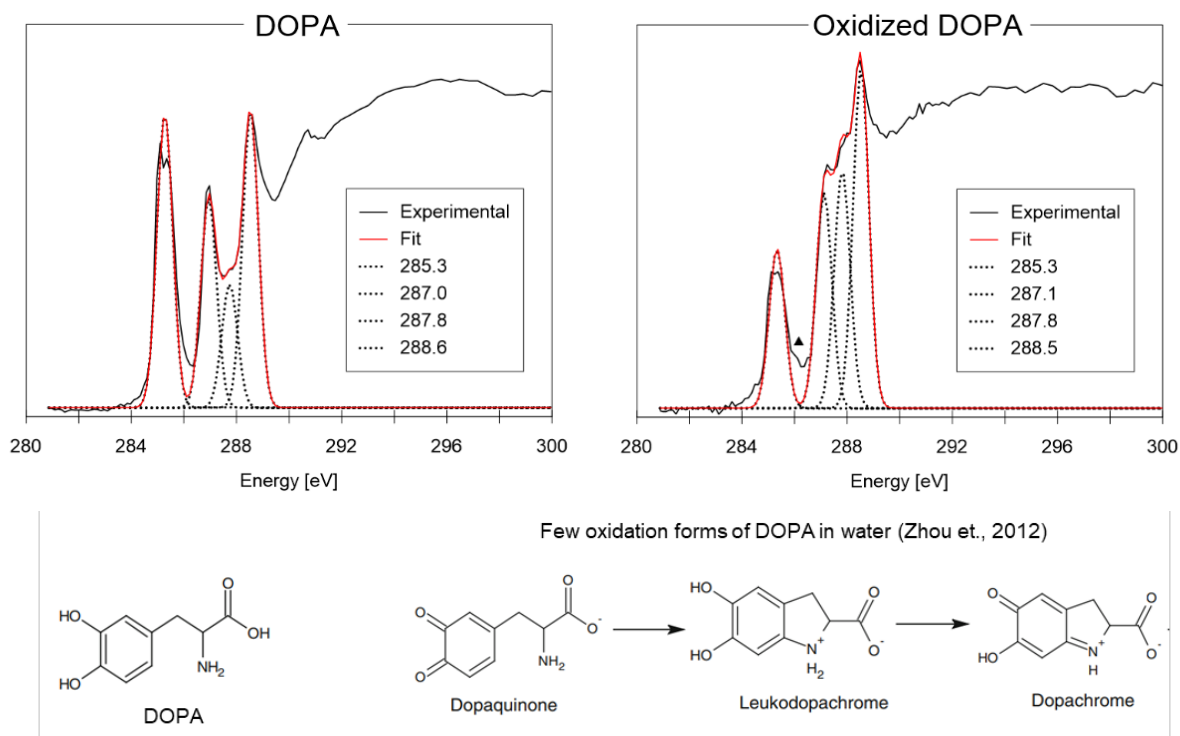 DOPA
Experimental
Fit
285.3
287.0
287.8
288.6
280 284 288 292 296 300
Energy [eV]
Oxidized DOPA
Experimental
Fit
285.3
287.1
287.8
288.5
280 284 288 292 296 300
Energy [eV]
Few oxidation forms of DOPA in water (Zhou et., 2012)
HO
HO
O
OH
NH₂
DOPA
O
O
O
O⁻
NH₂
Dopaquinone
HO
HO
N⁺
H₂
O
O⁻
Leukodopachrome
O
HO
N⁺
H
O
O⁻
Dopachrome